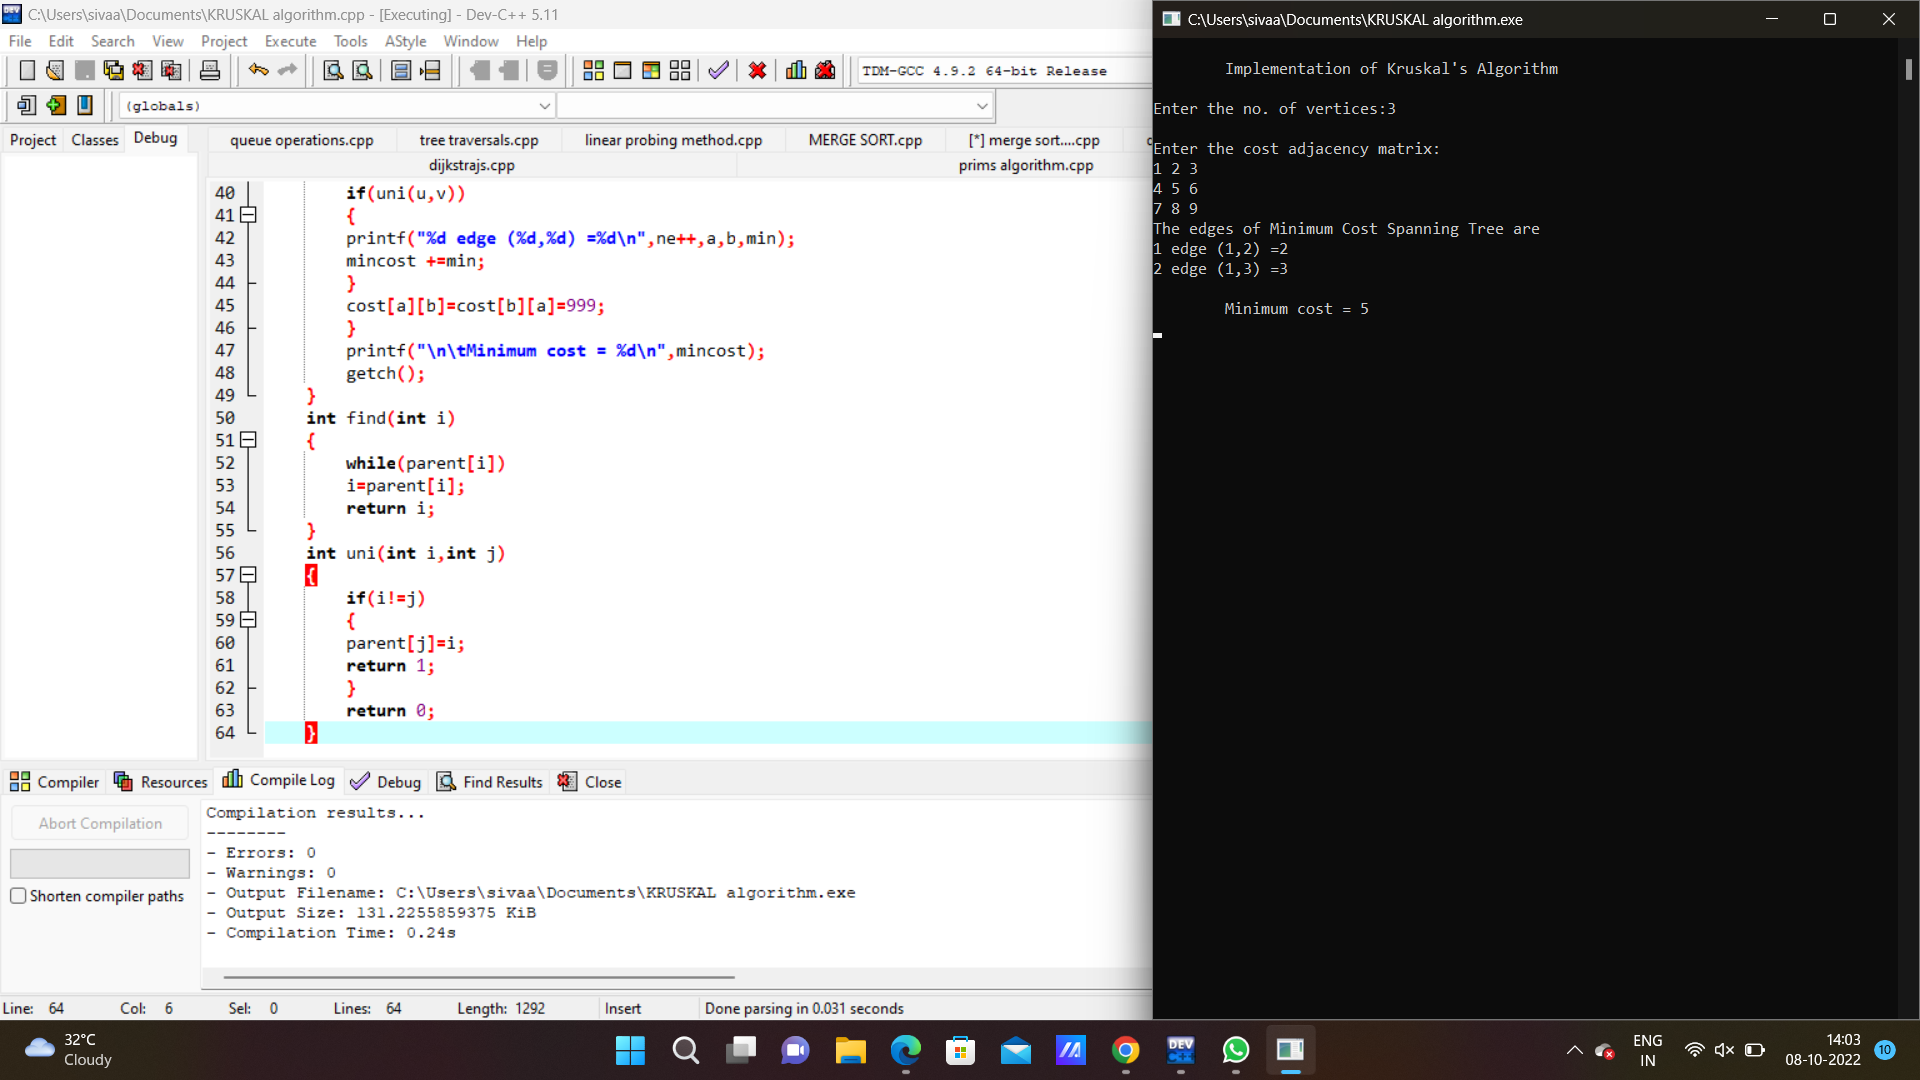 C:\Users\sivaa\Documents\KRUSKAL algorithm.cpp - [Executing] - Dev-C++ 5.11
File Edit Search View Project Execute Tools AStyle Window Help
TDM-GCC 4.9.2 64-bit Release
(globals)
Project Classes Debug
queue operations.cpp tree traversals.cpp linear probing method.cpp MERGE SORT.cpp [*] merge sort....cpp
dijkstrajs.cpp prims algorithm.cpp
40 if(uni(u,v))
41 {
42 printf("%d edge (%d,%d) =%d\n",ne++,a,b,min);
43 mincost +=min;
44 }
45 cost[a][b]=cost[b][a]=999;
46 }
47 printf("\n\tMinimum cost = %d\n",mincost);
48 getch();
49 }
50 int find(int i)
51 {
52 while(parent[i])
53 i=parent[i];
54 return i;
55 }
56 int uni(int i,int j)
57 {
58 if(i!=j)
59 {
60 parent[j]=i;
61 return 1;
62 }
63 return 0;
64 }
Compiler Resources Compile Log Debug Find Results Close
Abort Compilation
Shorten compiler paths
Compilation results...
--------
- Errors: 0
- Warnings: 0
- Output Filename: C:\Users\sivaa\Documents\KRUSKAL algorithm.exe
- Output Size: 131.2255859375 KiB
- Compilation Time: 0.24s
Line: 64 Col: 6 Sel: 0 Lines: 64 Length: 1292 Insert Done parsing in 0.031 seconds
C:\Users\sivaa\Documents\KRUSKAL algorithm.exe
Implementation of Kruskal's Algorithm
Enter the no. of vertices:3
Enter the cost adjacency matrix:
1 2 3
4 5 6
7 8 9
The edges of Minimum Cost Spanning Tree are
1 edge (1,2) =2
2 edge (1,3) =3
Minimum cost = 5
32°C
Cloudy
DEV
C++
ENG
IN
14:03
08-10-2022
10